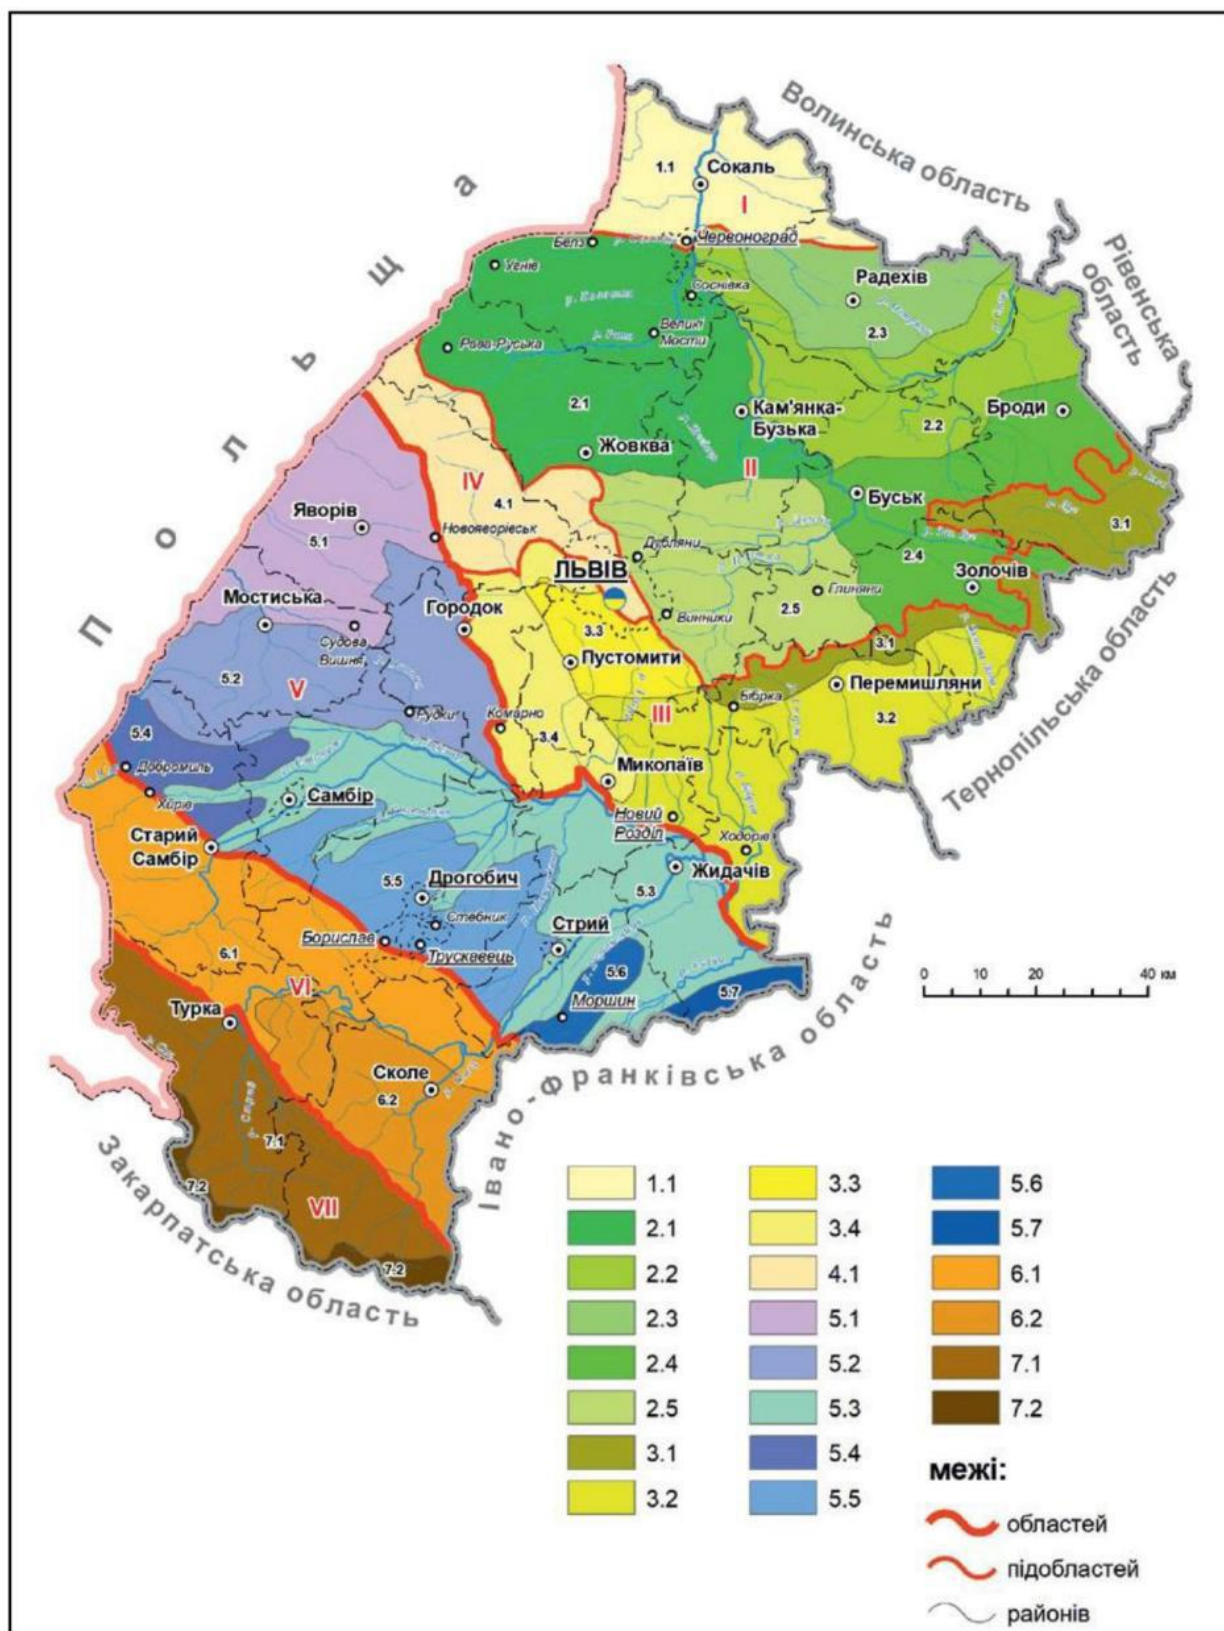 Волинська область
Рівенська
область
Польща
1.1
Сокаль
I
Белз
Червоноград
Угнів
Соснівка
Радехів
2.3
Великі
Мости
р. Рата
Рава-Руська
2.1
Кам'янка-
Бузька
2.2
Броди
Жовква
II
IV
4.1
Буськ
Яворів
5.1
Новояворівськ
3.1
2.4
Дубляни
ЛЬВІВ
Золочів
Глиняни
Мостиська
Городок
2.5
Винники
Судова
Вишня
3.3
Пустомити
3.1
5.2
V
Перемишляни
Бібрка
III
3.2
Рудки
Комарно
3.4
5.4
Добромиль
Миколаїв
Хирів
Самбір
Новий
Розділ
Старий
Самбір
Ходорів
Жидачів
5.5
Дрогобич
5.3
Стебник
Стрий
Борислав
Трускавець
6.1
5.6
VI
5.7
Моршин
Турка
Сколе
6.2
7.1
7.2
VII
7.2
Тернопільська область
Івано-Франківська область
Закарпатська область
0 10 20 40 км
1.1 3.3 5.6
2.1 3.4 5.7
2.2 4.1 6.1
2.3 5.1 6.2
2.4 5.2 7.1
2.5 5.3 7.2
3.1 5.4
3.2 5.5
межі:
областей
підобластей
районів